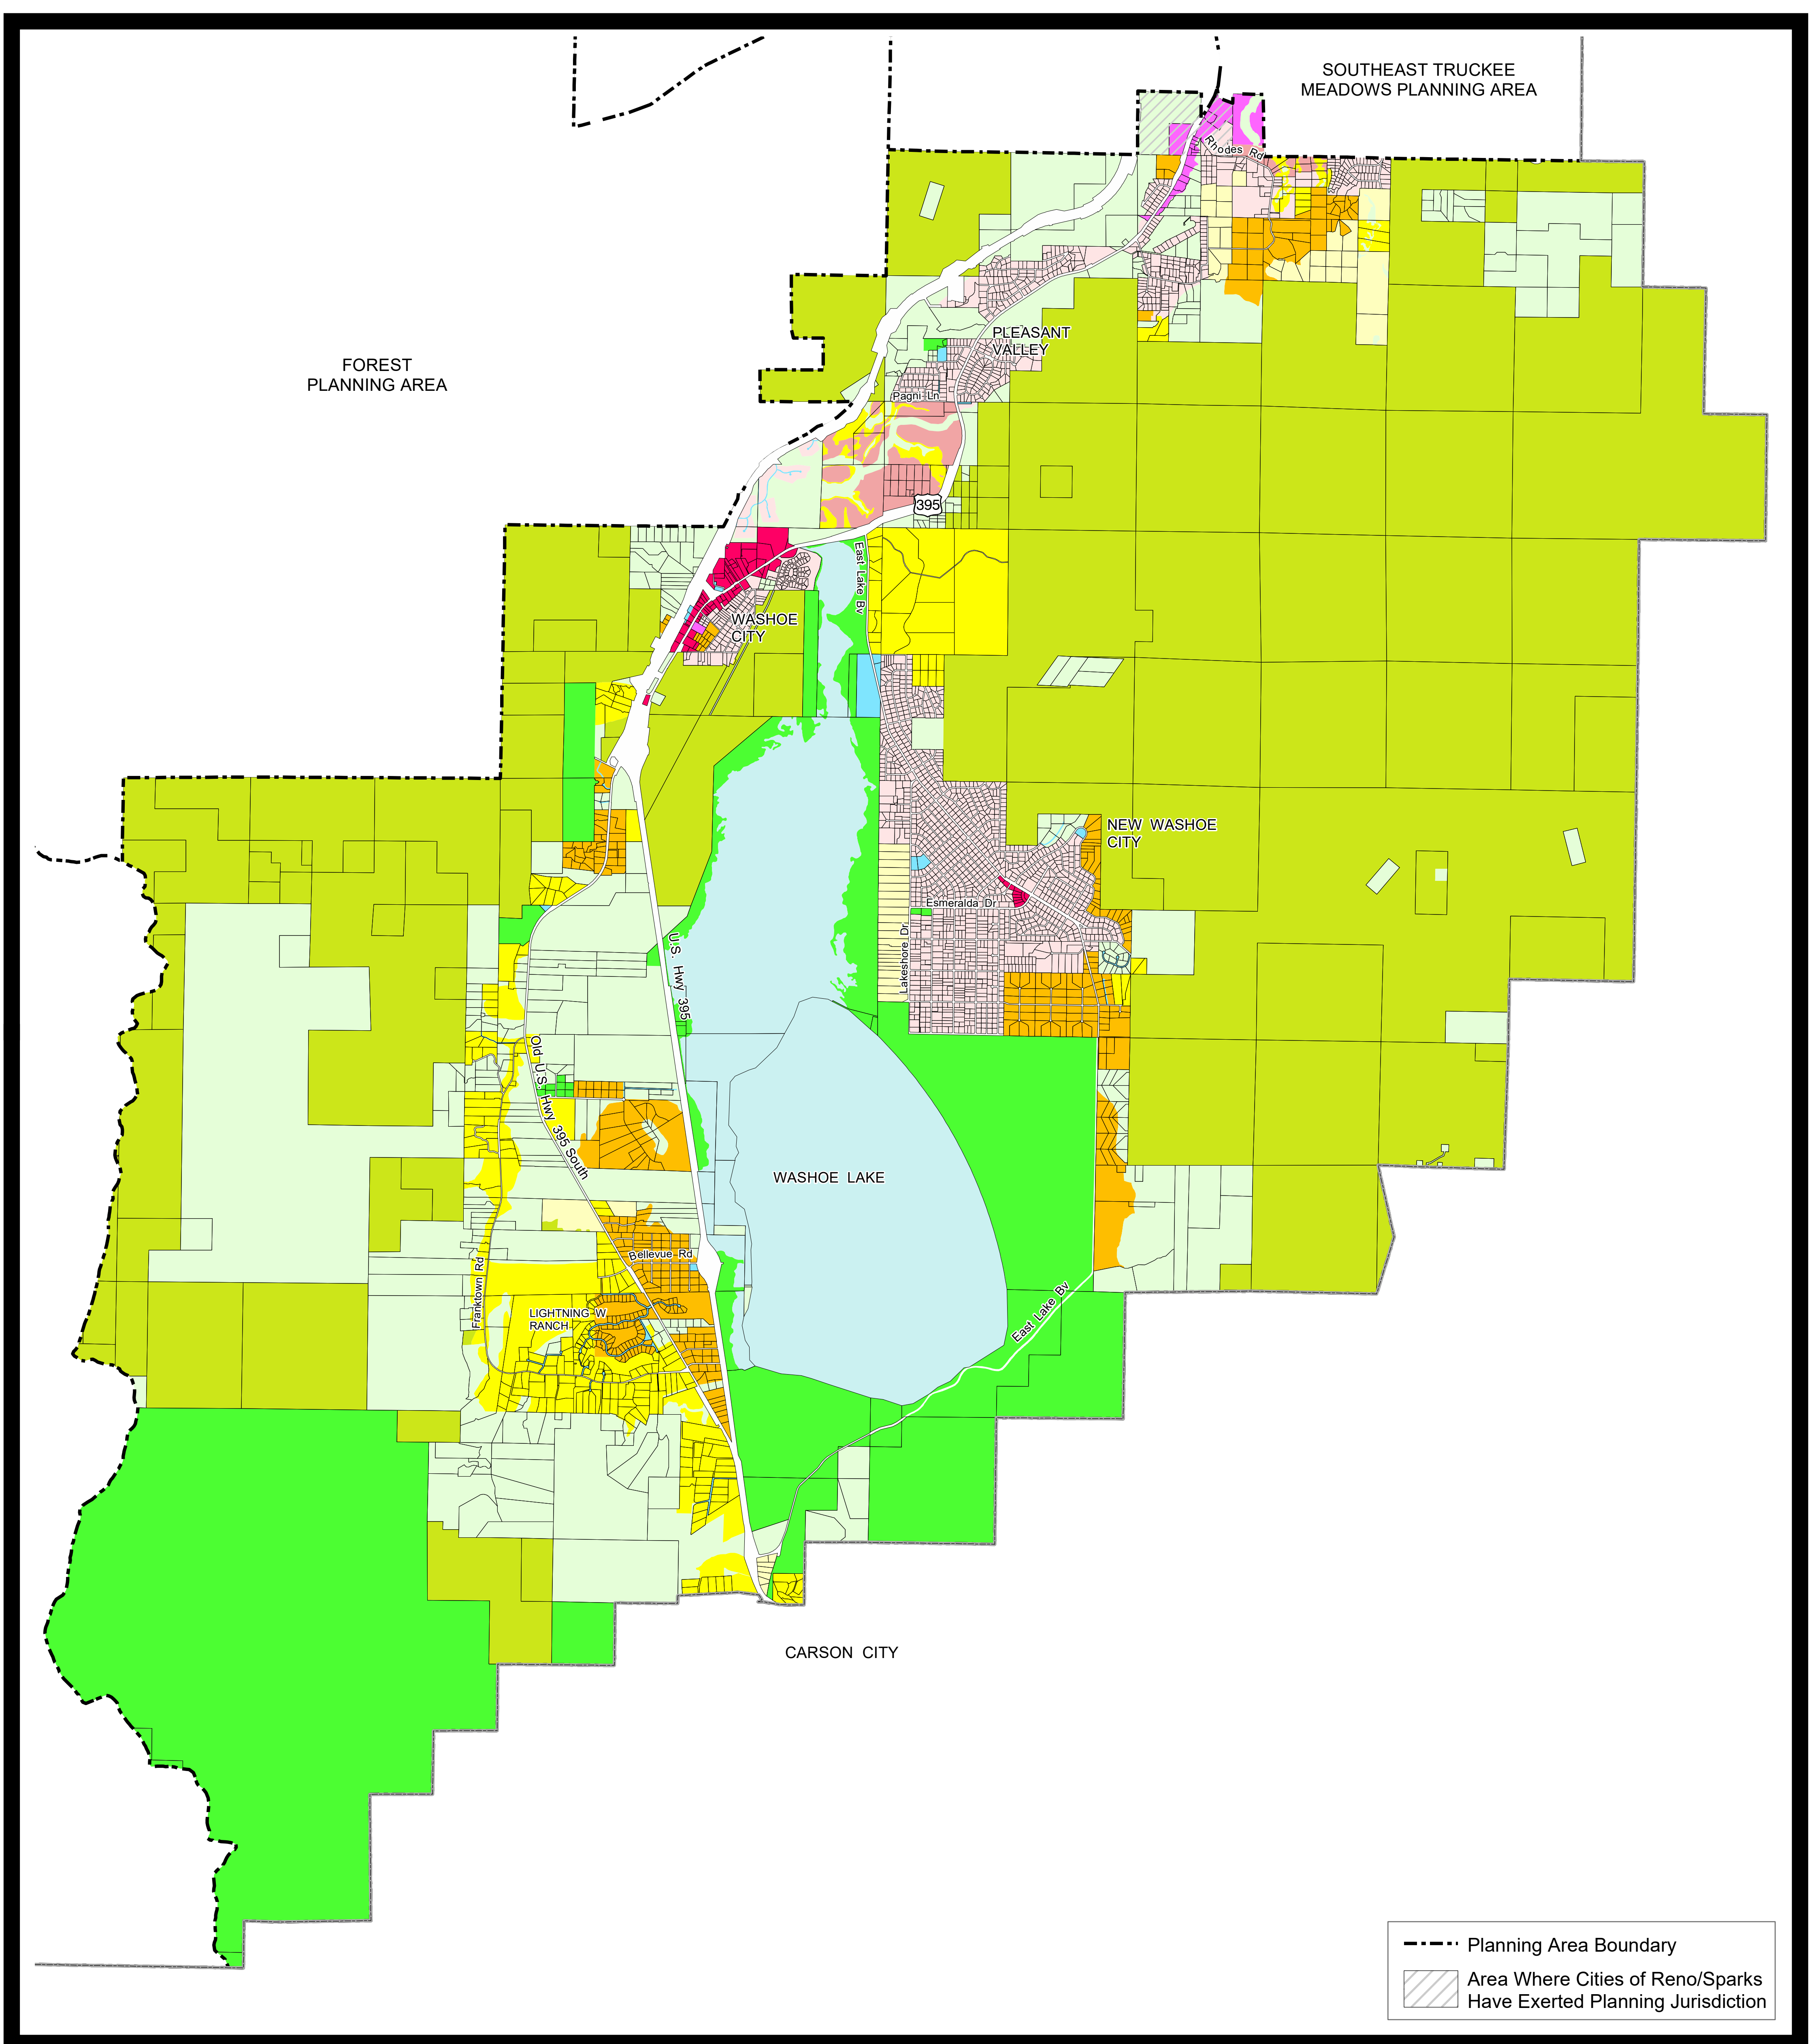 SOUTHEAST TRUCKEE
MEADOWS PLANNING AREA
Rhodes Rd
FOREST
PLANNING AREA
PLEASANT
VALLEY
Pagni Ln
395
East Lake Bv
WASHOE
CITY
NEW WASHOE
CITY
Esmeralda Dr
Lakeshore Dr
U.S. Hwy 395
Old U.S. Hwy 395 South
WASHOE LAKE
Bellevue Rd
Franktown Rd
LIGHTNING W
RANCH
East Lake Bv
CARSON CITY
Planning Area Boundary
Area Where Cities of Reno/Sparks
Have Exerted Planning Jurisdiction